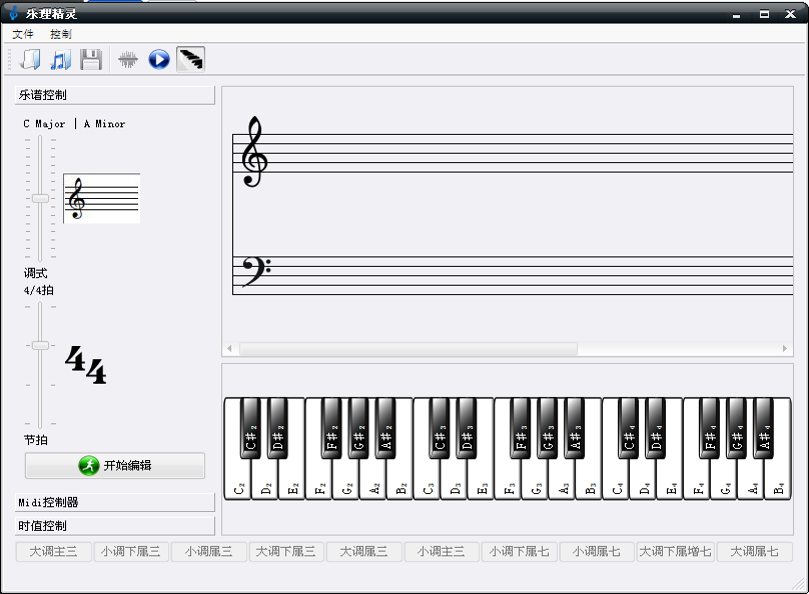 乐理精灵
文件 控制
乐谱控制
C Major | A Minor
调式
4/4拍
4
4
节拍
开始编辑
Midi控制器
时值控制
C#2 D#2 F#2 G#2 A#2 C#3 D#3 F#3 G#3 A#3 C#4 D#4 F#4 G#4 A#4
C2 D2 E2 F2 G2 A2 B2 C3 D3 E3 F3 G3 A3 B3 C4 D4 E4 F4 G4 A4 B4
大调主三 小调下属三 小调属三 大调下属三 大调属三 小调主三 小调下属七 小调属七 大调下属增七 大调属七